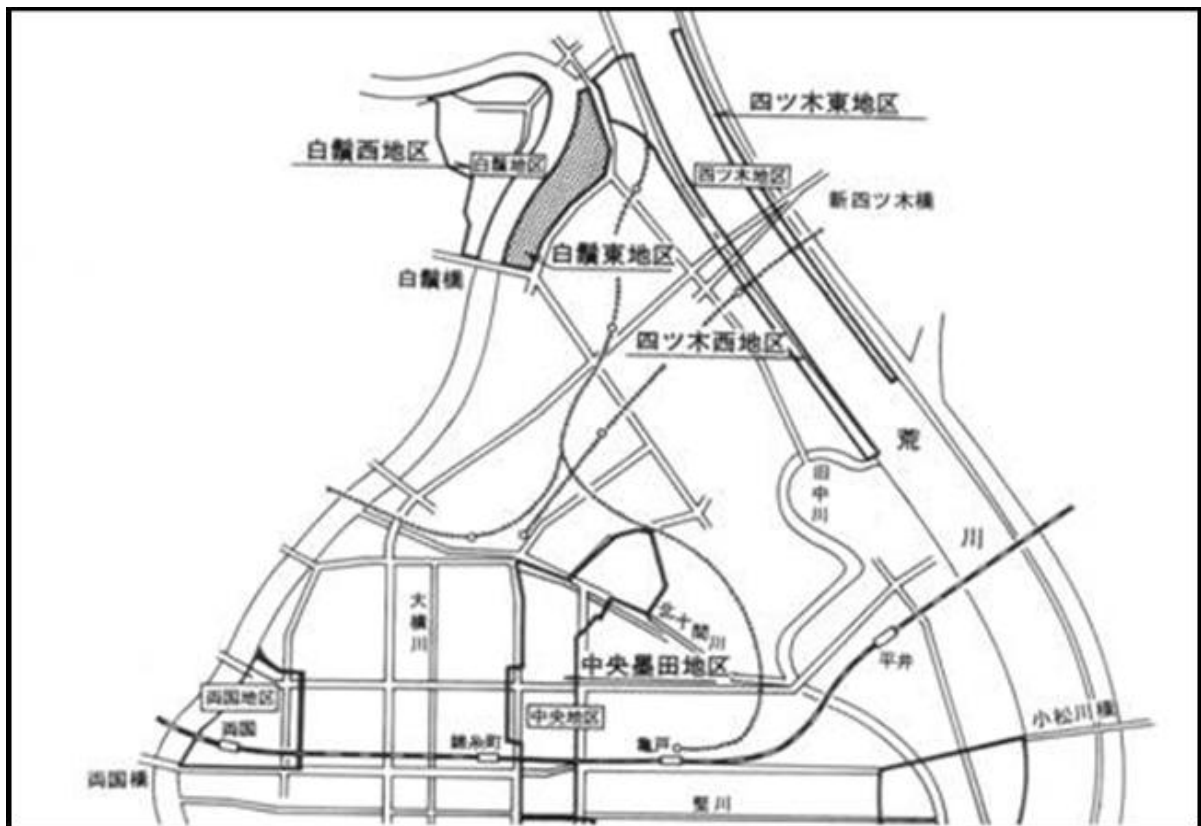 四ツ木東地区
白鬚西地区
白鬚地区
四ツ木地区
新四ツ木橋
白鬚東地区
白鬚橋
四ツ木西地区
荒
川
旧中川
大横川
北十間川
中央墨田地区
平井
両国地区
中央地区
小松川橋
両国
錦糸町
亀戸
両国橋
竪川